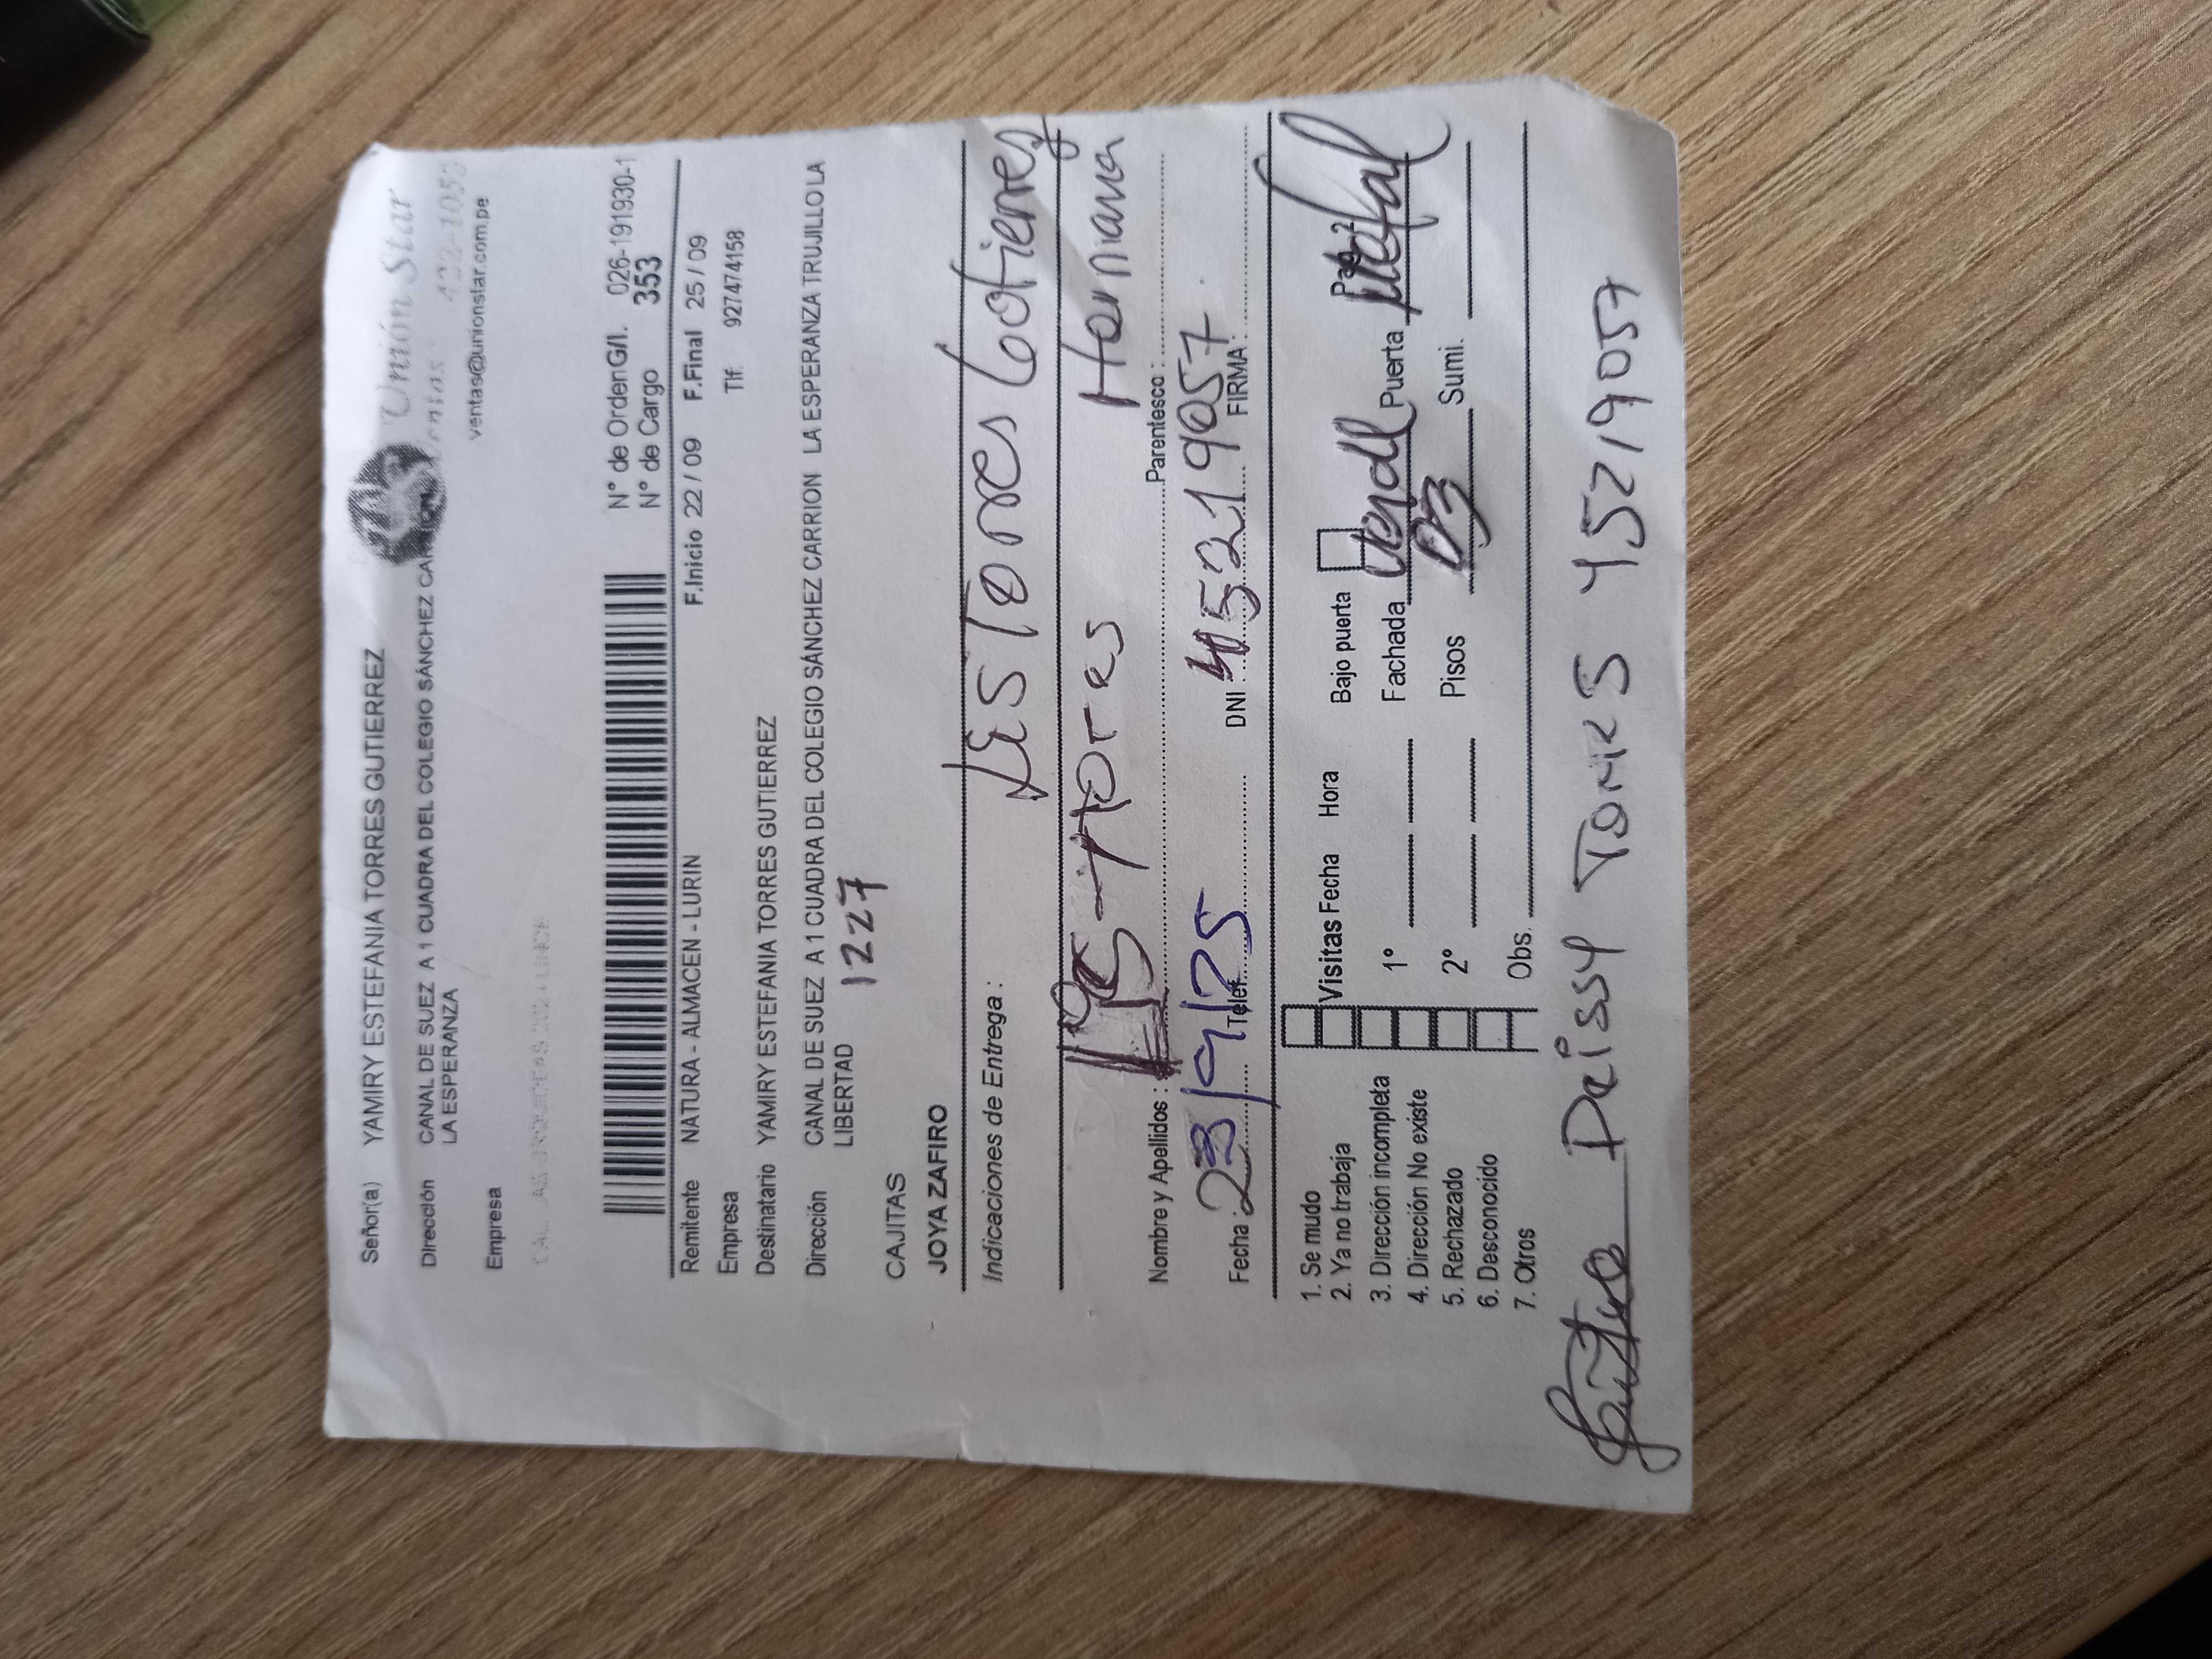 Señor(a) YAMIRY ESTEFANIA TORRES GUTIERREZ
Unión Star
Dirección CANAL DE SUEZ A 1 CUADRA DEL COLEGIO SÁNCHEZ
LA ESPERANZA
ventas@unionstar.com.pe
Empresa
N° de OrdenG/I. 026-191930-1
N° de Cargo 353
Remitente NATURA - ALMACEN - LURIN F.Inicio 22 / 09 F.Final 25 / 09
Empresa Tlf. 927474158
Destinatario YAMIRY ESTEFANIA TORRES GUTIERREZ
Dirección CANAL DE SUEZ A 1 CUADRA DEL COLEGIO SÁNCHEZ CARRION LA ESPERANZA TRUJILLO LA
LIBERTAD 1227
CAJITAS
JOYA ZAFIRO
Indicaciones de Entrega :
Torres
Hermana
Nombre y Apellidos : Parentesco :
Fecha : 23/9/25 Telef. DNI : 45219057 FIRMA:
1. Se mudo
2. Ya no trabaja Visitas Fecha Hora Bajo puerta
3. Dirección incompleta 1° Fachada Puerta
4. Dirección No existe
5. Rechazado 2° Pisos 03 Sumi.
6. Desconocido
7. Otros Obs.
Deissy Torres 45219057